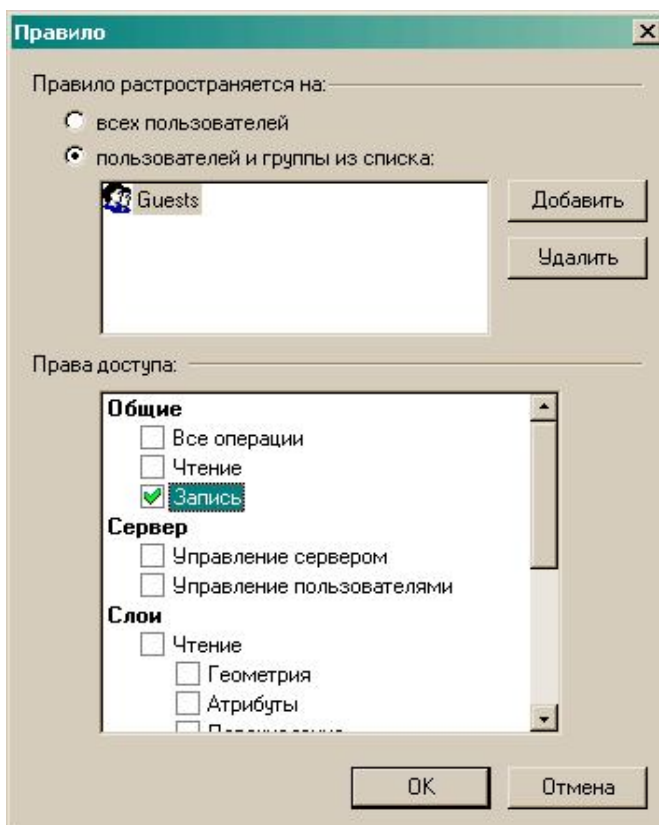 Правило
Правило распространяется на:
всех пользователей
пользователей и группы из списка:
Guests
Добавить
Удалить
Права доступа:
Общие
Все операции
Чтение
Запись
Сервер
Управление сервером
Управление пользователями
Слои
Чтение
Геометрия
Атрибуты
OK
Отмена